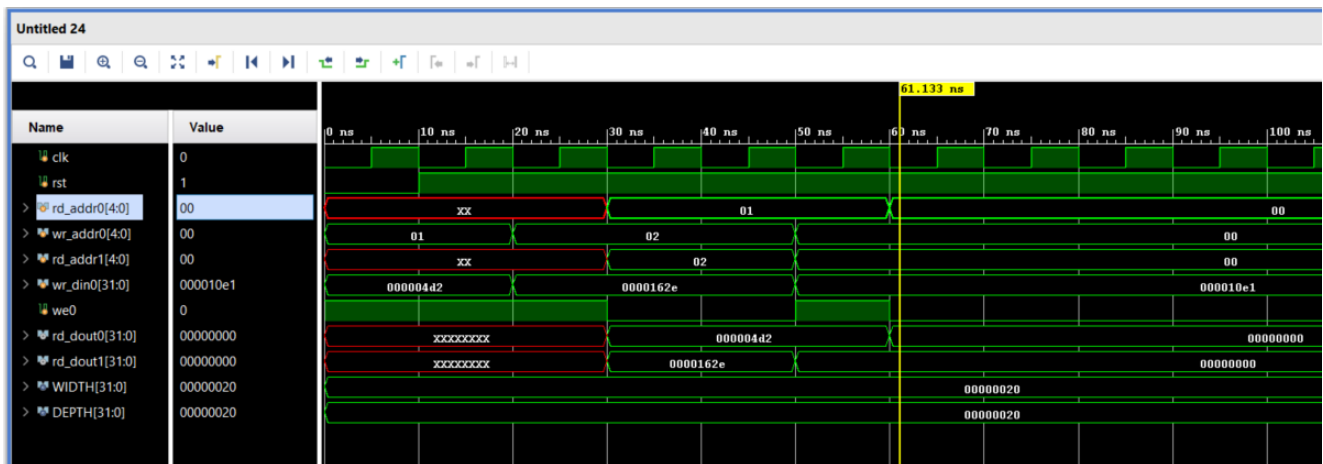 Untitled 24
61.133 ns
Name Value
0 ns 10 ns 20 ns 30 ns 40 ns 50 ns 60 ns 70 ns 80 ns 90 ns 100 ns
clk 0
rst 1
rd_addr0[4:0] 00 XX 01 00
wr_addr0[4:0] 00 01 02 00
rd_addr1[4:0] 00 XX 02 00
wr_din0[31:0] 000010e1 000004d2 0000162e 000010e1
we0 0
rd_dout0[31:0] 00000000 XXXXXXXX 000004d2 00000000
rd_dout1[31:0] 00000000 XXXXXXXX 0000162e 00000000
WIDTH[31:0] 00000020 00000020
DEPTH[31:0] 00000020 00000020